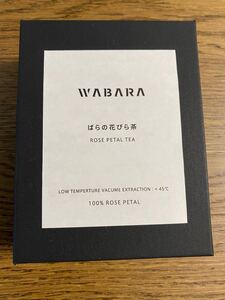 WABARA
ばらの花びら茶
ROSE PETAL TEA
LOW TEMPERTURE VACUME EXTRACTION : < 45℃
100% ROSE PETAL